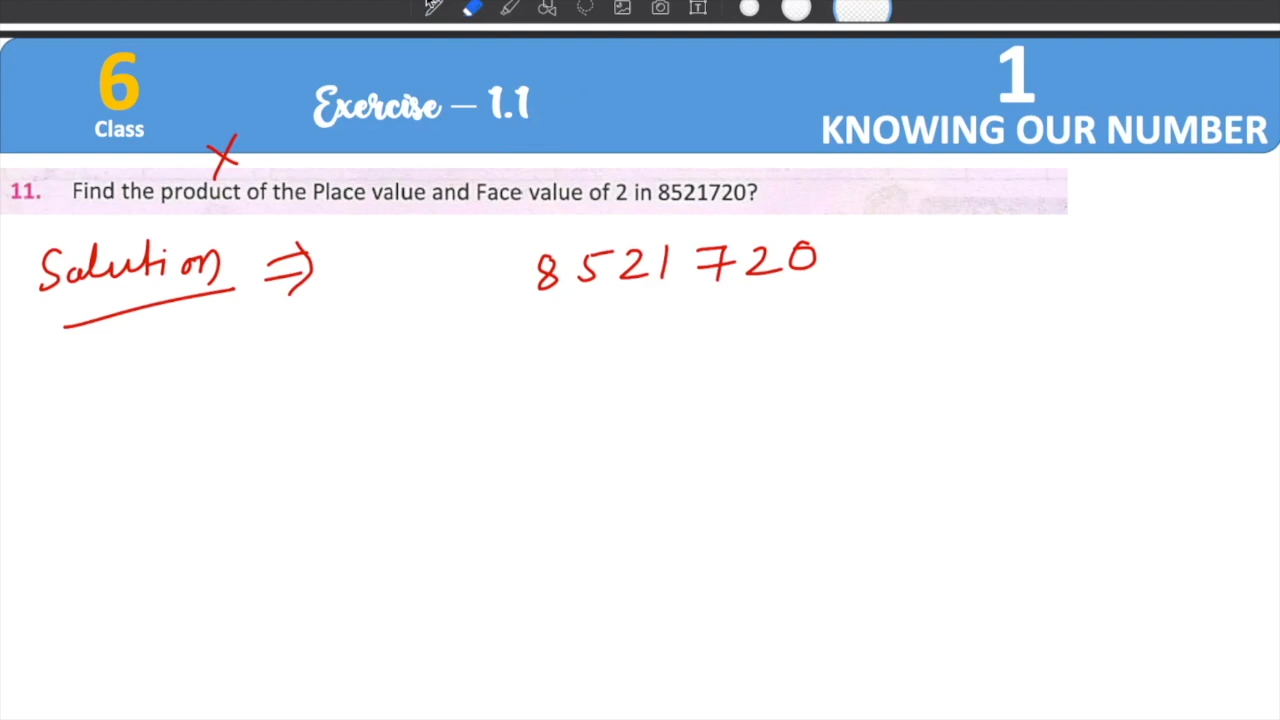 6
Class
Exercise – 1.1
1
KNOWING OUR NUMBER
×
11. Find the product of the Place value and Face value of 2 in 8521720?
Solution ⇒ 8521720